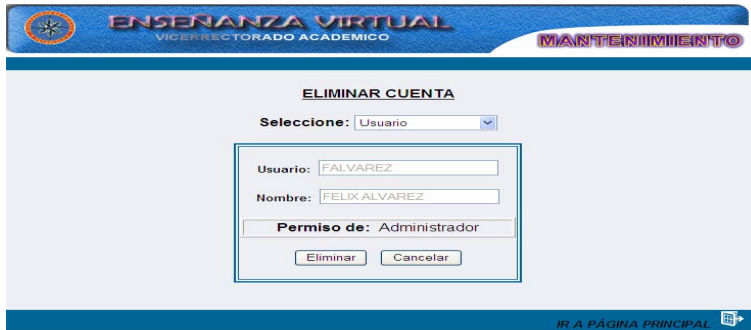 ENSEÑANZA VIRTUAL
VICERRECTORADO ACADEMICO
MANTENIMIENTO
ELIMINAR CUENTA
Seleccione: Usuario
Usuario: FALVAREZ
Nombre: FELIX ALVAREZ
Permiso de: Administrador
Eliminar Cancelar
IR A PÁGINA PRINCIPAL